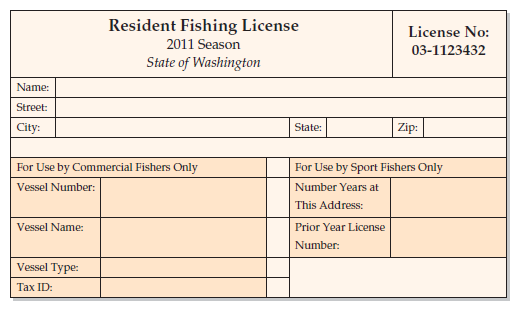 Resident Fishing License
2011 Season
State of Washington
License No:
03-1123432
Name:
Street:
City:
State:
Zip:
For Use by Commercial Fishers Only
For Use by Sport Fishers Only
Vessel Number:
Number Years at
This Address:
Vessel Name:
Prior Year License
Number:
Vessel Type:
Tax ID: